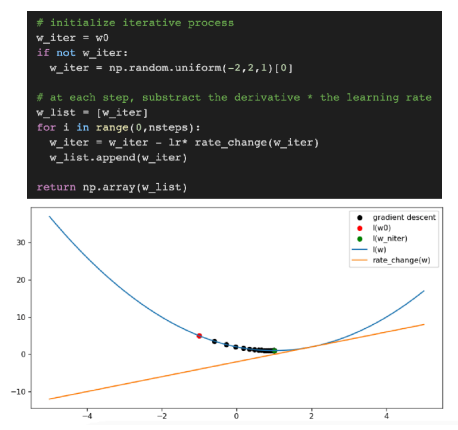 # initialize iterative process
w_iter = w0
if not w_iter:
  w_iter = np.random.uniform(-2,2,1)[0]

# at each step, substract the derivative * the learning rate
w_list = [w_iter]
for i in range(0,nsteps):
  w_iter = w_iter - lr* rate_change(w_iter)
  w_list.append(w_iter)

return np.array(w_list)
gradient descent
l(w0)
l(w_niter)
l(w)
rate_change(w)
30
20
10
0
−10
−4 −2 0 2 4